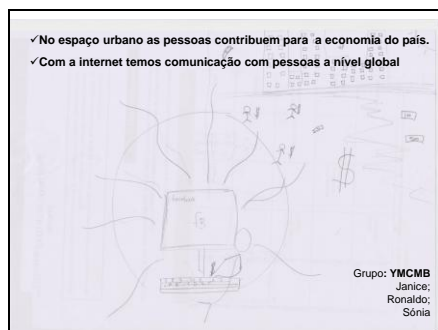 ✓No espaço urbano as pessoas contribuem para a economia do país.
✓Com a internet temos comunicação com pessoas a nível global
$
Grupo: YMCMB
Janice;
Ronaldo;
Sónia